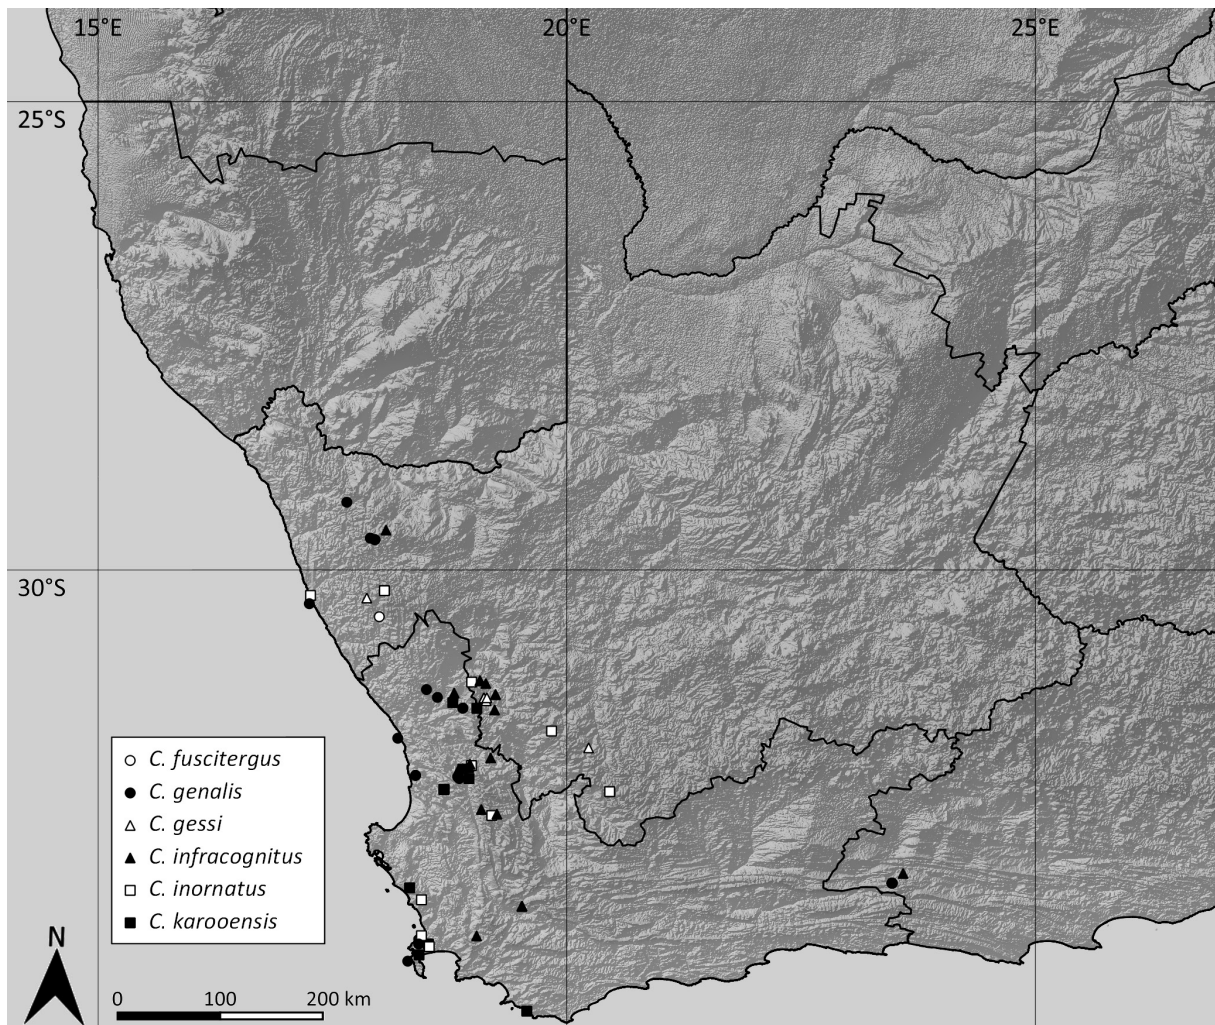 15°E 20°E 25°E
25°S
30°S
C. fuscitergus
C. genalis
C. gessi
C. infracognitus
C. inornatus
C. karooensis
N
0 100 200 km